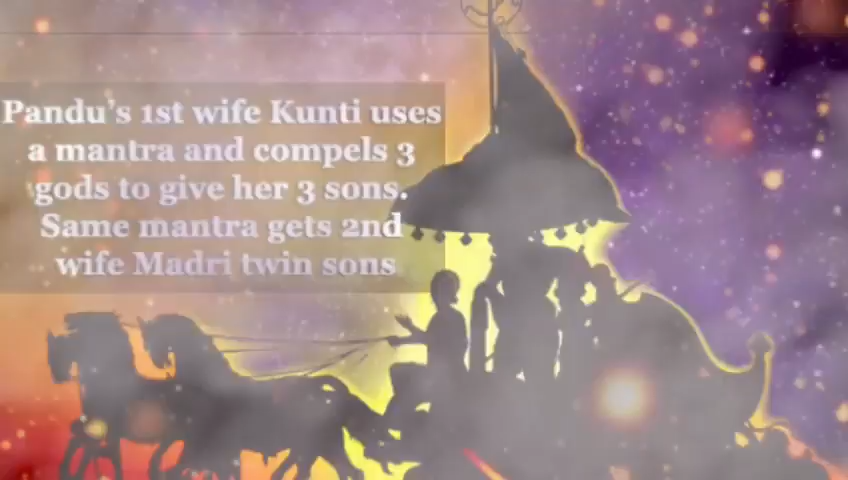 Pandu's 1st wife Kunti uses
a mantra and compels 3
gods to give her 3 sons.
Same mantra gets 2nd
wife Madri twin sons